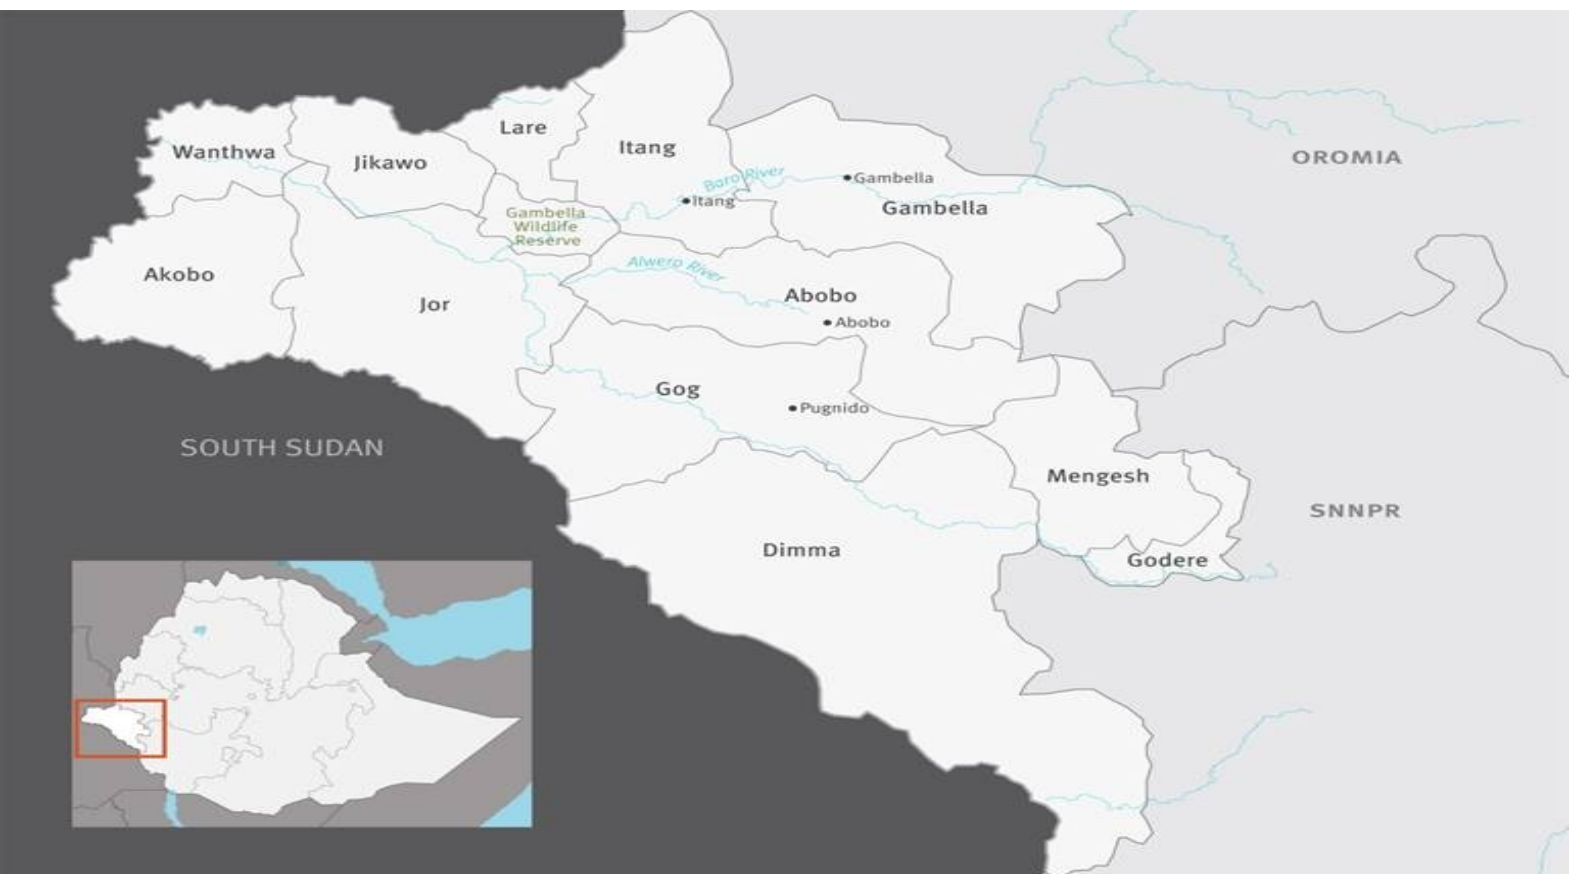 Lare
Itang
Wanthwa
Jikawo
OROMIA
Baro River
Gambella
Itang
Gambella
Gambella
Wildlife
Reserve
Alwero River
Akobo
Jor
Abobo
Abobo
Gog
Pugnido
SOUTH SUDAN
Mengesh
SNNPR
Dimma
Godere